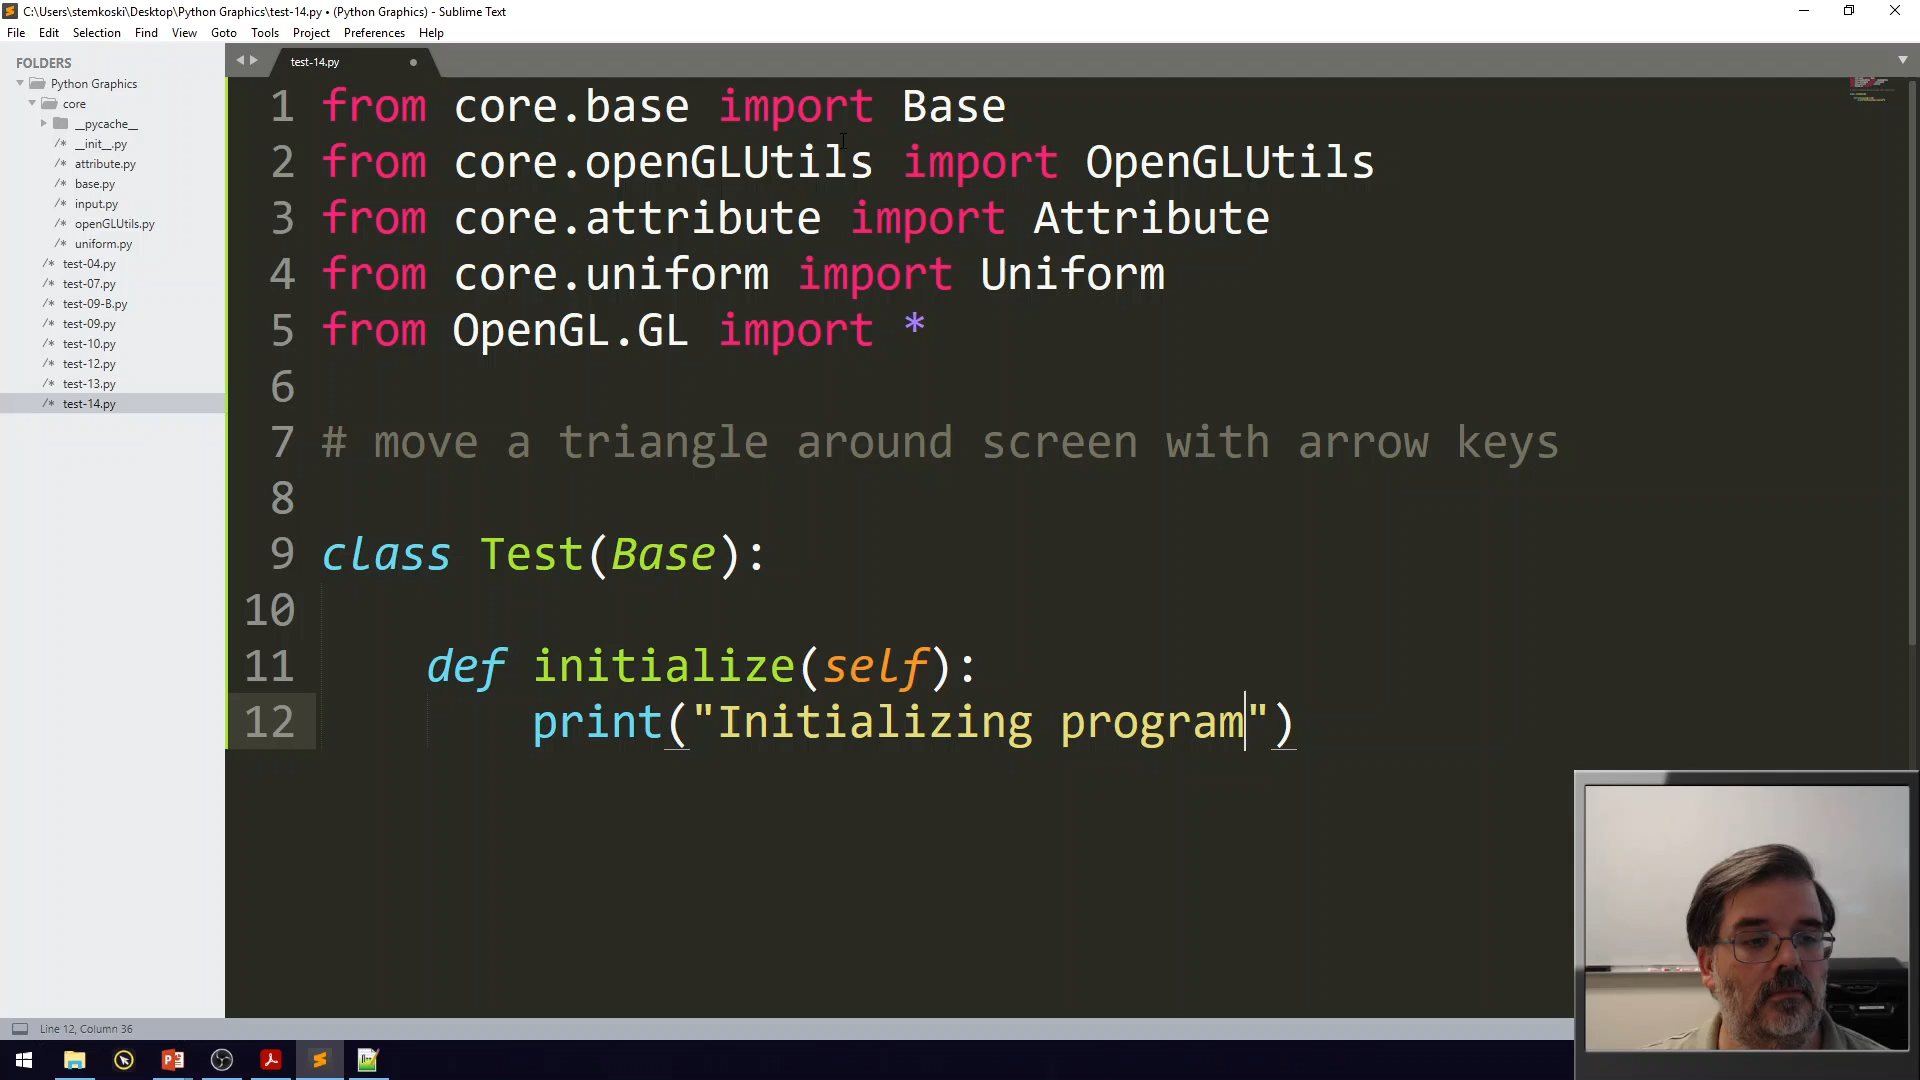 C:\Users\stemkoski\Desktop\Python Graphics\test-14.py • (Python Graphics) - Sublime Text
File Edit Selection Find View Goto Tools Project Preferences Help
FOLDERS
Python Graphics
core
__pycache__
/* __init__.py
/* attribute.py
/* base.py
/* input.py
/* openGLUtils.py
/* uniform.py
/* test-04.py
/* test-07.py
/* test-09-B.py
/* test-09.py
/* test-10.py
/* test-12.py
/* test-13.py
/* test-14.py
test-14.py
1 from core.base import Base
2 from core.openGLUtils import OpenGLUtils
3 from core.attribute import Attribute
4 from core.uniform import Uniform
5 from OpenGL.GL import *
6
7 # move a triangle around screen with arrow keys
8
9 class Test(Base):
10
11 def initialize(self):
12 print("Initializing program")
Line 12, Column 36